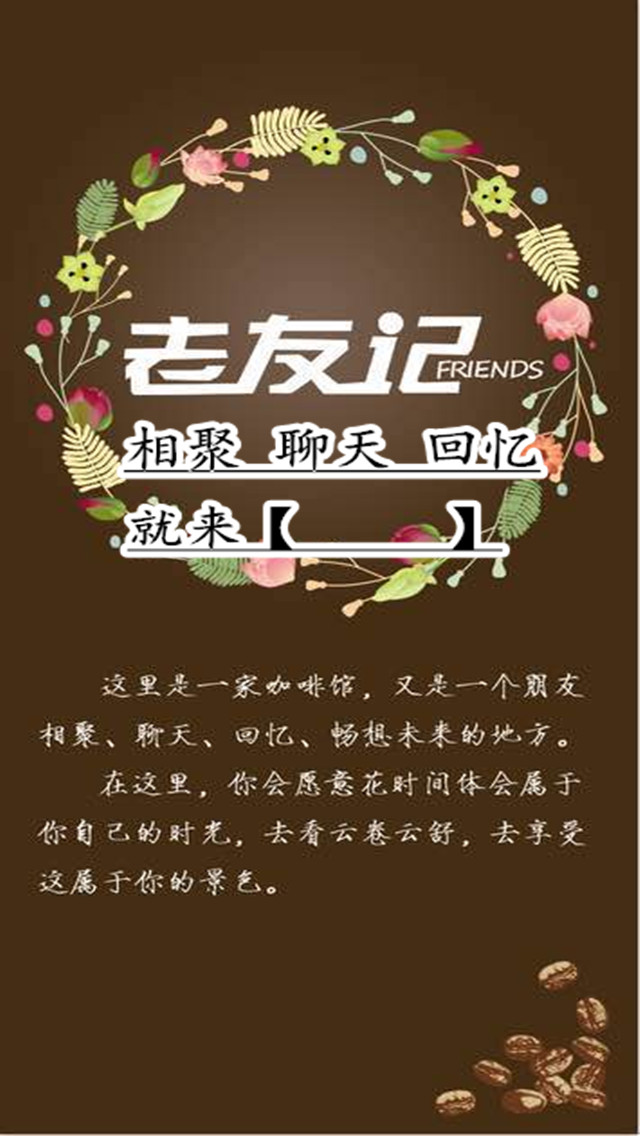 老友记
FRIENDS
相聚 聊天 回忆
就来【 】
这里是一家咖啡馆，又是一个朋友
相聚、聊天、回忆、畅想未来的地方。
在这里，你会愿意花时间体会属于
你自己的时光，去看云卷云舒，去享受
这属于你的景色。